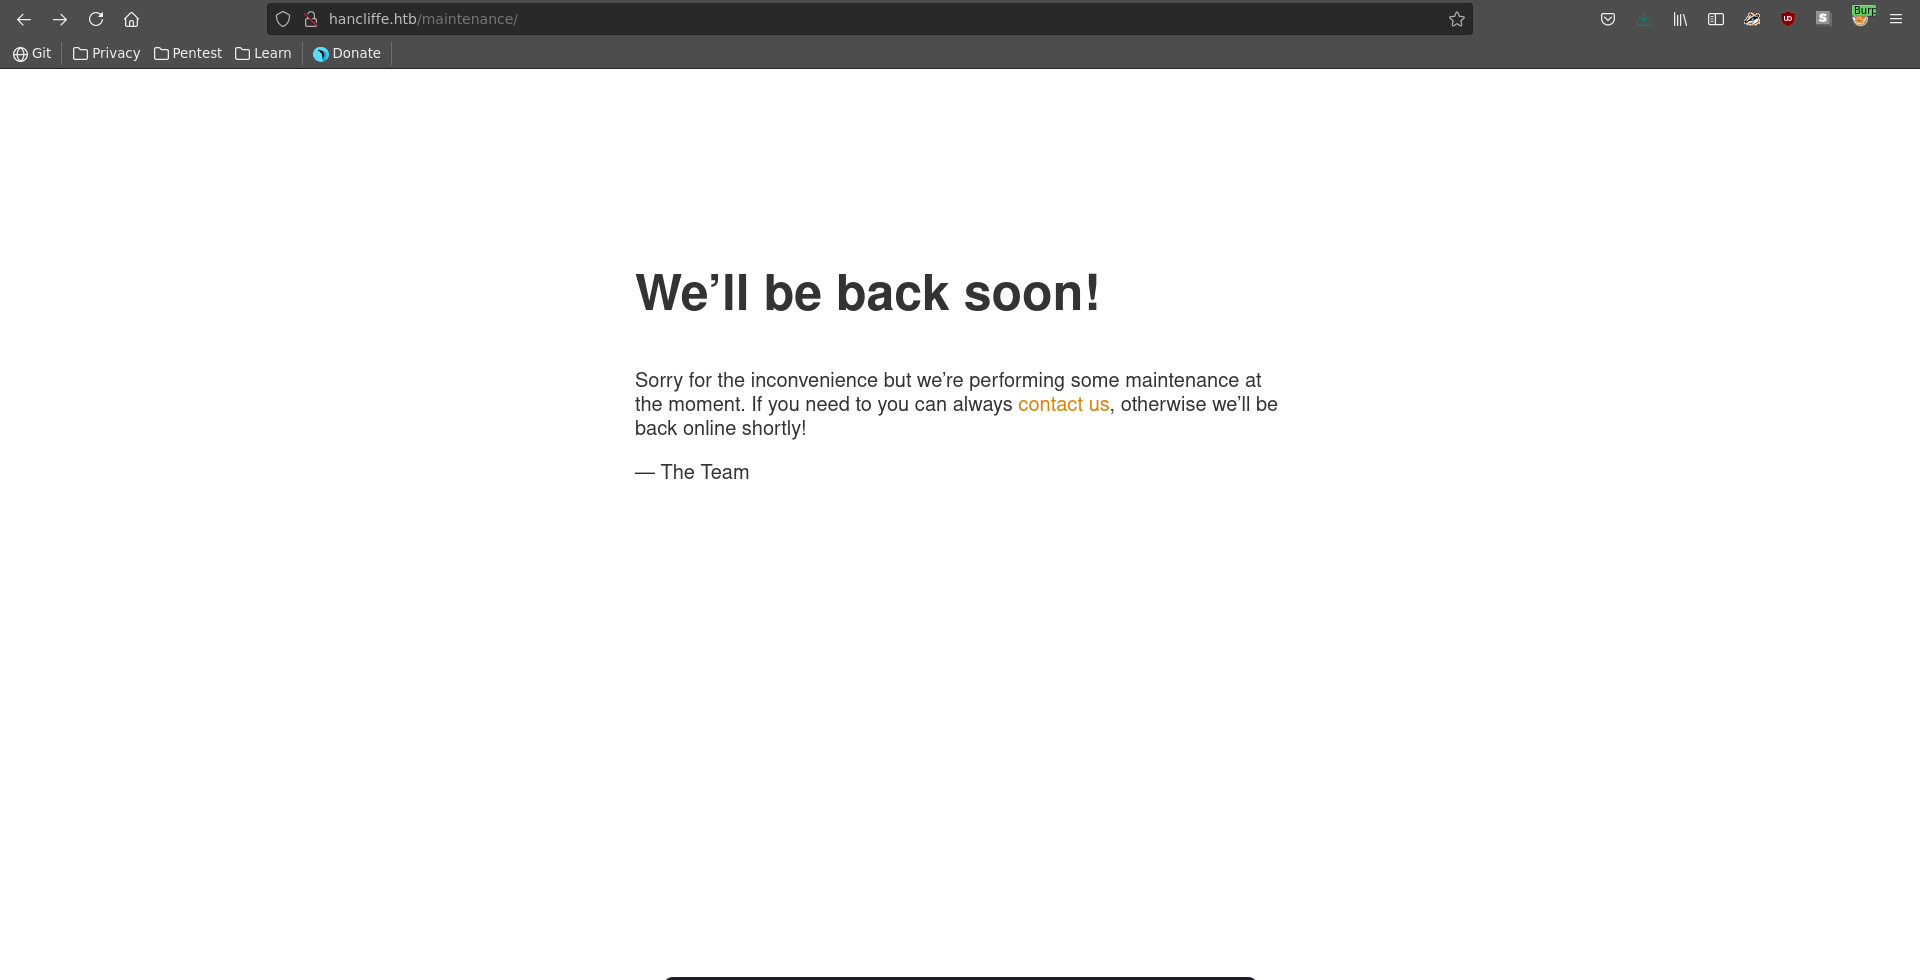 hancliffe.htb/maintenance/
Burp
Git Privacy Pentest Learn Donate
We’ll be back soon!
Sorry for the inconvenience but we’re performing some maintenance at
the moment. If you need to you can always contact us, otherwise we’ll be
back online shortly!
— The Team